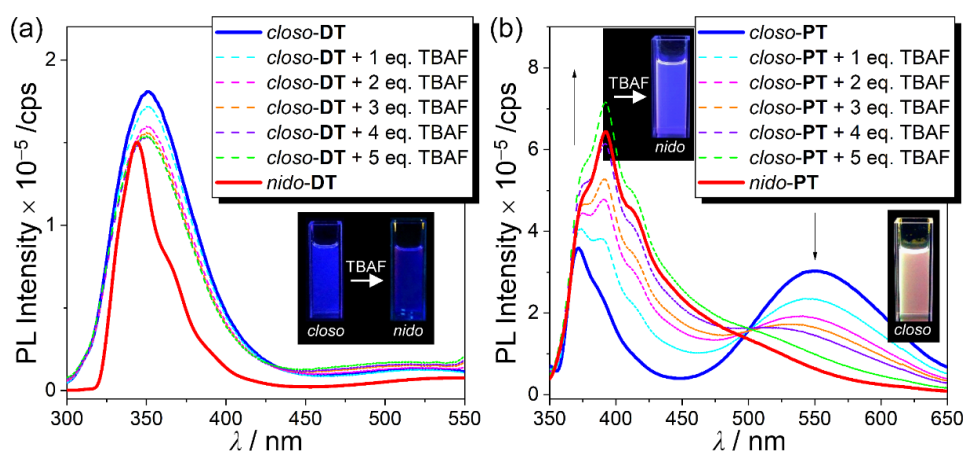 (a)
closo-DT
closo-DT + 1 eq. TBAF
closo-DT + 2 eq. TBAF
closo-DT + 3 eq. TBAF
closo-DT + 4 eq. TBAF
closo-DT + 5 eq. TBAF
nido-DT
TBAF
closo
nido
PL Intensity × 10⁻⁵ /cps
0
1
2
300
350
400
450
500
550
λ / nm
(b)
closo-PT
closo-PT + 1 eq. TBAF
closo-PT + 2 eq. TBAF
closo-PT + 3 eq. TBAF
closo-PT + 4 eq. TBAF
closo-PT + 5 eq. TBAF
nido-PT
TBAF
nido
closo
PL Intensity × 10⁻⁵ /cps
0
2
4
6
8
350
400
450
500
550
600
650
λ / nm